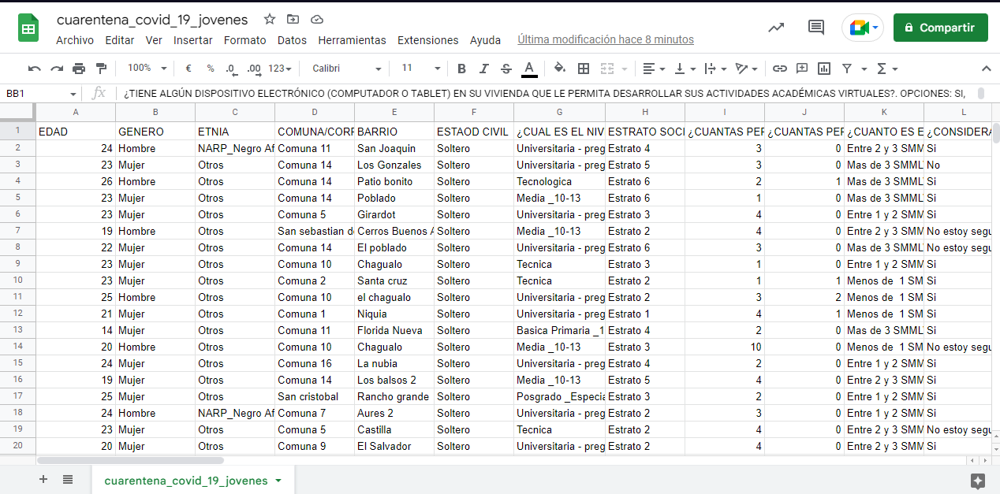 cuarentena_covid_19_jovenes
Archivo Editar Ver Insertar Formato Datos Herramientas Extensiones Ayuda Última modificación hace 8 minutos
Compartir
100% € % .0 .00 123 Calibri 11 B I S A
BB1 fx ¿TIENE ALGÚN DISPOSITIVO ELECTRÓNICO (COMPUTADOR O TABLET) EN SU VIVIENDA QUE LE PERMITA DESARROLLAR SUS ACTIVIDADES ACADÉMICAS VIRTUALES?. OPCIONES: SI,
A B C D E F G H I J K L
1 EDAD GENERO ETNIA COMUNA/CORR BARRIO ESTAOD CIVIL ¿CUAL ES EL NIV ESTRATO SOCI ¿CUANTAS PER ¿CUANTAS PER ¿CUANTO ES E ¿CONSIDERA
2 24 Hombre NARP_Negro Af Comuna 11 San Joaquin Soltero Universitaria - preg Estrato 4 3 0 Entre 2 y 3 SMM Si
3 23 Mujer Otros Comuna 14 Los Gonzales Soltero Universitaria - preg Estrato 5 3 0 Mas de 3 SMML No
4 26 Hombre Otros Comuna 14 Patio bonito Soltero Tecnologica Estrato 6 2 1 Mas de 3 SMML Si
5 23 Mujer Otros Comuna 14 Poblado Soltero Media _10-13 Estrato 6 1 0 Mas de 3 SMML Si
6 23 Mujer Otros Comuna 5 Girardot Soltero Universitaria - preg Estrato 3 4 0 Entre 1 y 2 SMM Si
7 19 Hombre Otros San sebastian de Cerros Buenos A Soltero Media _10-13 Estrato 2 4 0 Entre 2 y 3 SMM No estoy segu
8 22 Mujer Otros Comuna 14 El poblado Soltero Universitaria - preg Estrato 6 3 0 Mas de 3 SMML No estoy segu
9 23 Mujer Otros Comuna 10 Chagualo Soltero Tecnica Estrato 3 1 0 Entre 1 y 2 SMM Si
10 23 Mujer Otros Comuna 2 Santa cruz Soltero Tecnica Estrato 2 1 1 Menos de 1 SM Si
11 25 Hombre Otros Comuna 10 el chagualo Soltero Universitaria - preg Estrato 2 3 2 Menos de 1 SM Si
12 21 Mujer Otros Comuna 1 Niquia Soltero Universitaria - preg Estrato 1 4 1 Menos de 1 SM Si
13 14 Mujer Otros Comuna 11 Florida Nueva Soltero Basica Primaria _1 Estrato 4 2 0 Mas de 3 SMML Si
14 20 Hombre Otros Comuna 10 Chagualo Soltero Media _10-13 Estrato 3 10 0 Menos de 1 SM No estoy segu
15 24 Mujer Otros Comuna 16 La nubia Soltero Universitaria - preg Estrato 4 2 0 Entre 1 y 2 SMM Si
16 19 Mujer Otros Comuna 14 Los balsos 2 Soltero Media _10-13 Estrato 5 4 0 Entre 2 y 3 SMM Si
17 25 Mujer Otros San cristobal Rancho grande Soltero Posgrado _Especia Estrato 3 2 0 Entre 1 y 2 SMM Si
18 24 Hombre NARP_Negro Af Comuna 7 Aures 2 Soltero Universitaria - preg Estrato 2 3 0 Entre 1 y 2 SMM Si
19 23 Mujer Otros Comuna 5 Castilla Soltero Tecnica Estrato 2 4 0 Entre 2 y 3 SMM No estoy segu
20 20 Mujer Otros Comuna 9 El Salvador Soltero Universitaria - preg Estrato 2 4 0 Entre 2 y 3 SMM Si
cuarentena_covid_19_jovenes